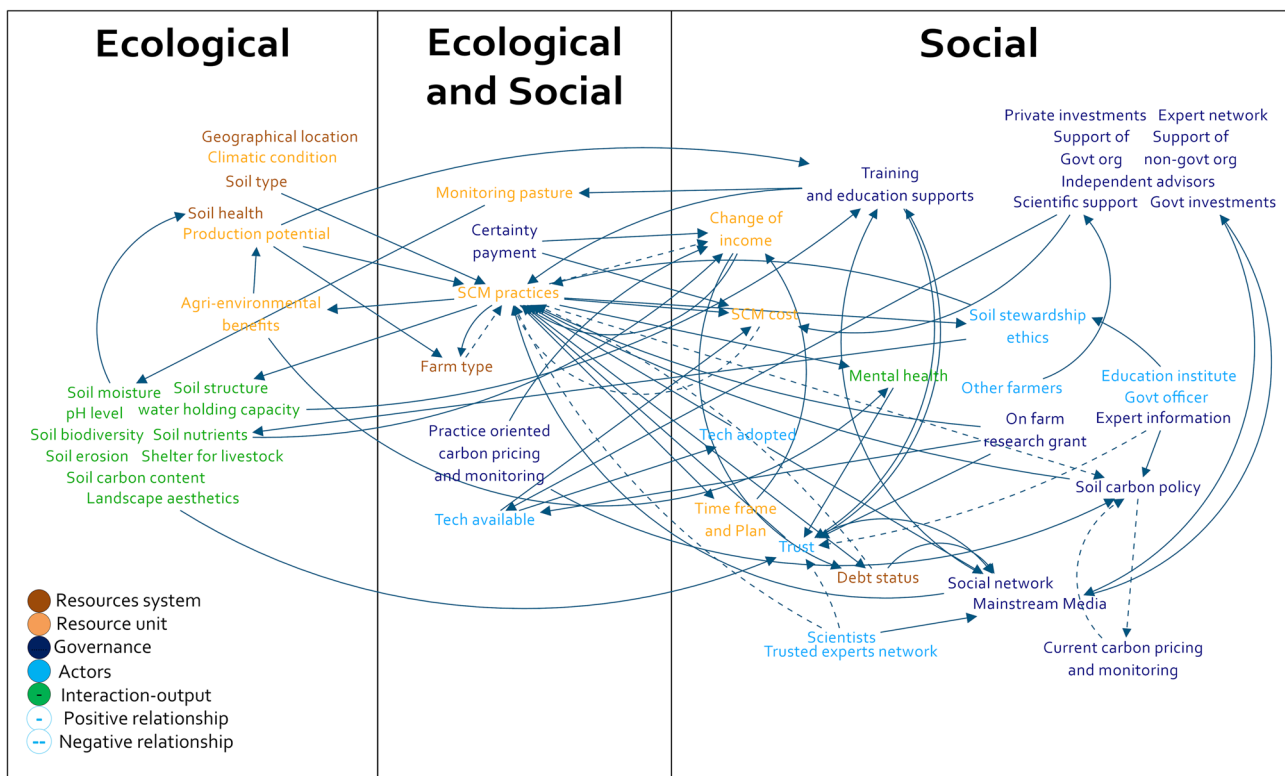 Ecological
Ecological
and Social
Social
Geographical location
Climatic condition
Soil type
Soil health
Production potential
Agri-environmental
benefits
Soil moisture
Soil structure
pH level
water holding capacity
Soil biodiversity
Soil nutrients
Soil erosion
Shelter for livestock
Soil carbon content
Landscape aesthetics
Monitoring pasture
Certainty
payment
SCM practices
Farm type
Practice oriented
carbon pricing
and monitoring
Tech available
Private investments
Expert network
Support of
Govt org
Support of
non-govt org
Independent advisors
Scientific support
Govt investments
Training
and education supports
Change of
income
SCM cost
Soil stewardship
ethics
Mental health
Other farmers
Education institute
Govt officer
Expert information
On farm
research grant
Tech adopted
Soil carbon policy
Time frame
and Plan
Trust
Debt status
Social network
Mainstream Media
Scientists
Trusted experts network
Current carbon pricing
and monitoring
Resources system
Resource unit
Governance
Actors
- Interaction-output
- Positive relationship
-- Negative relationship